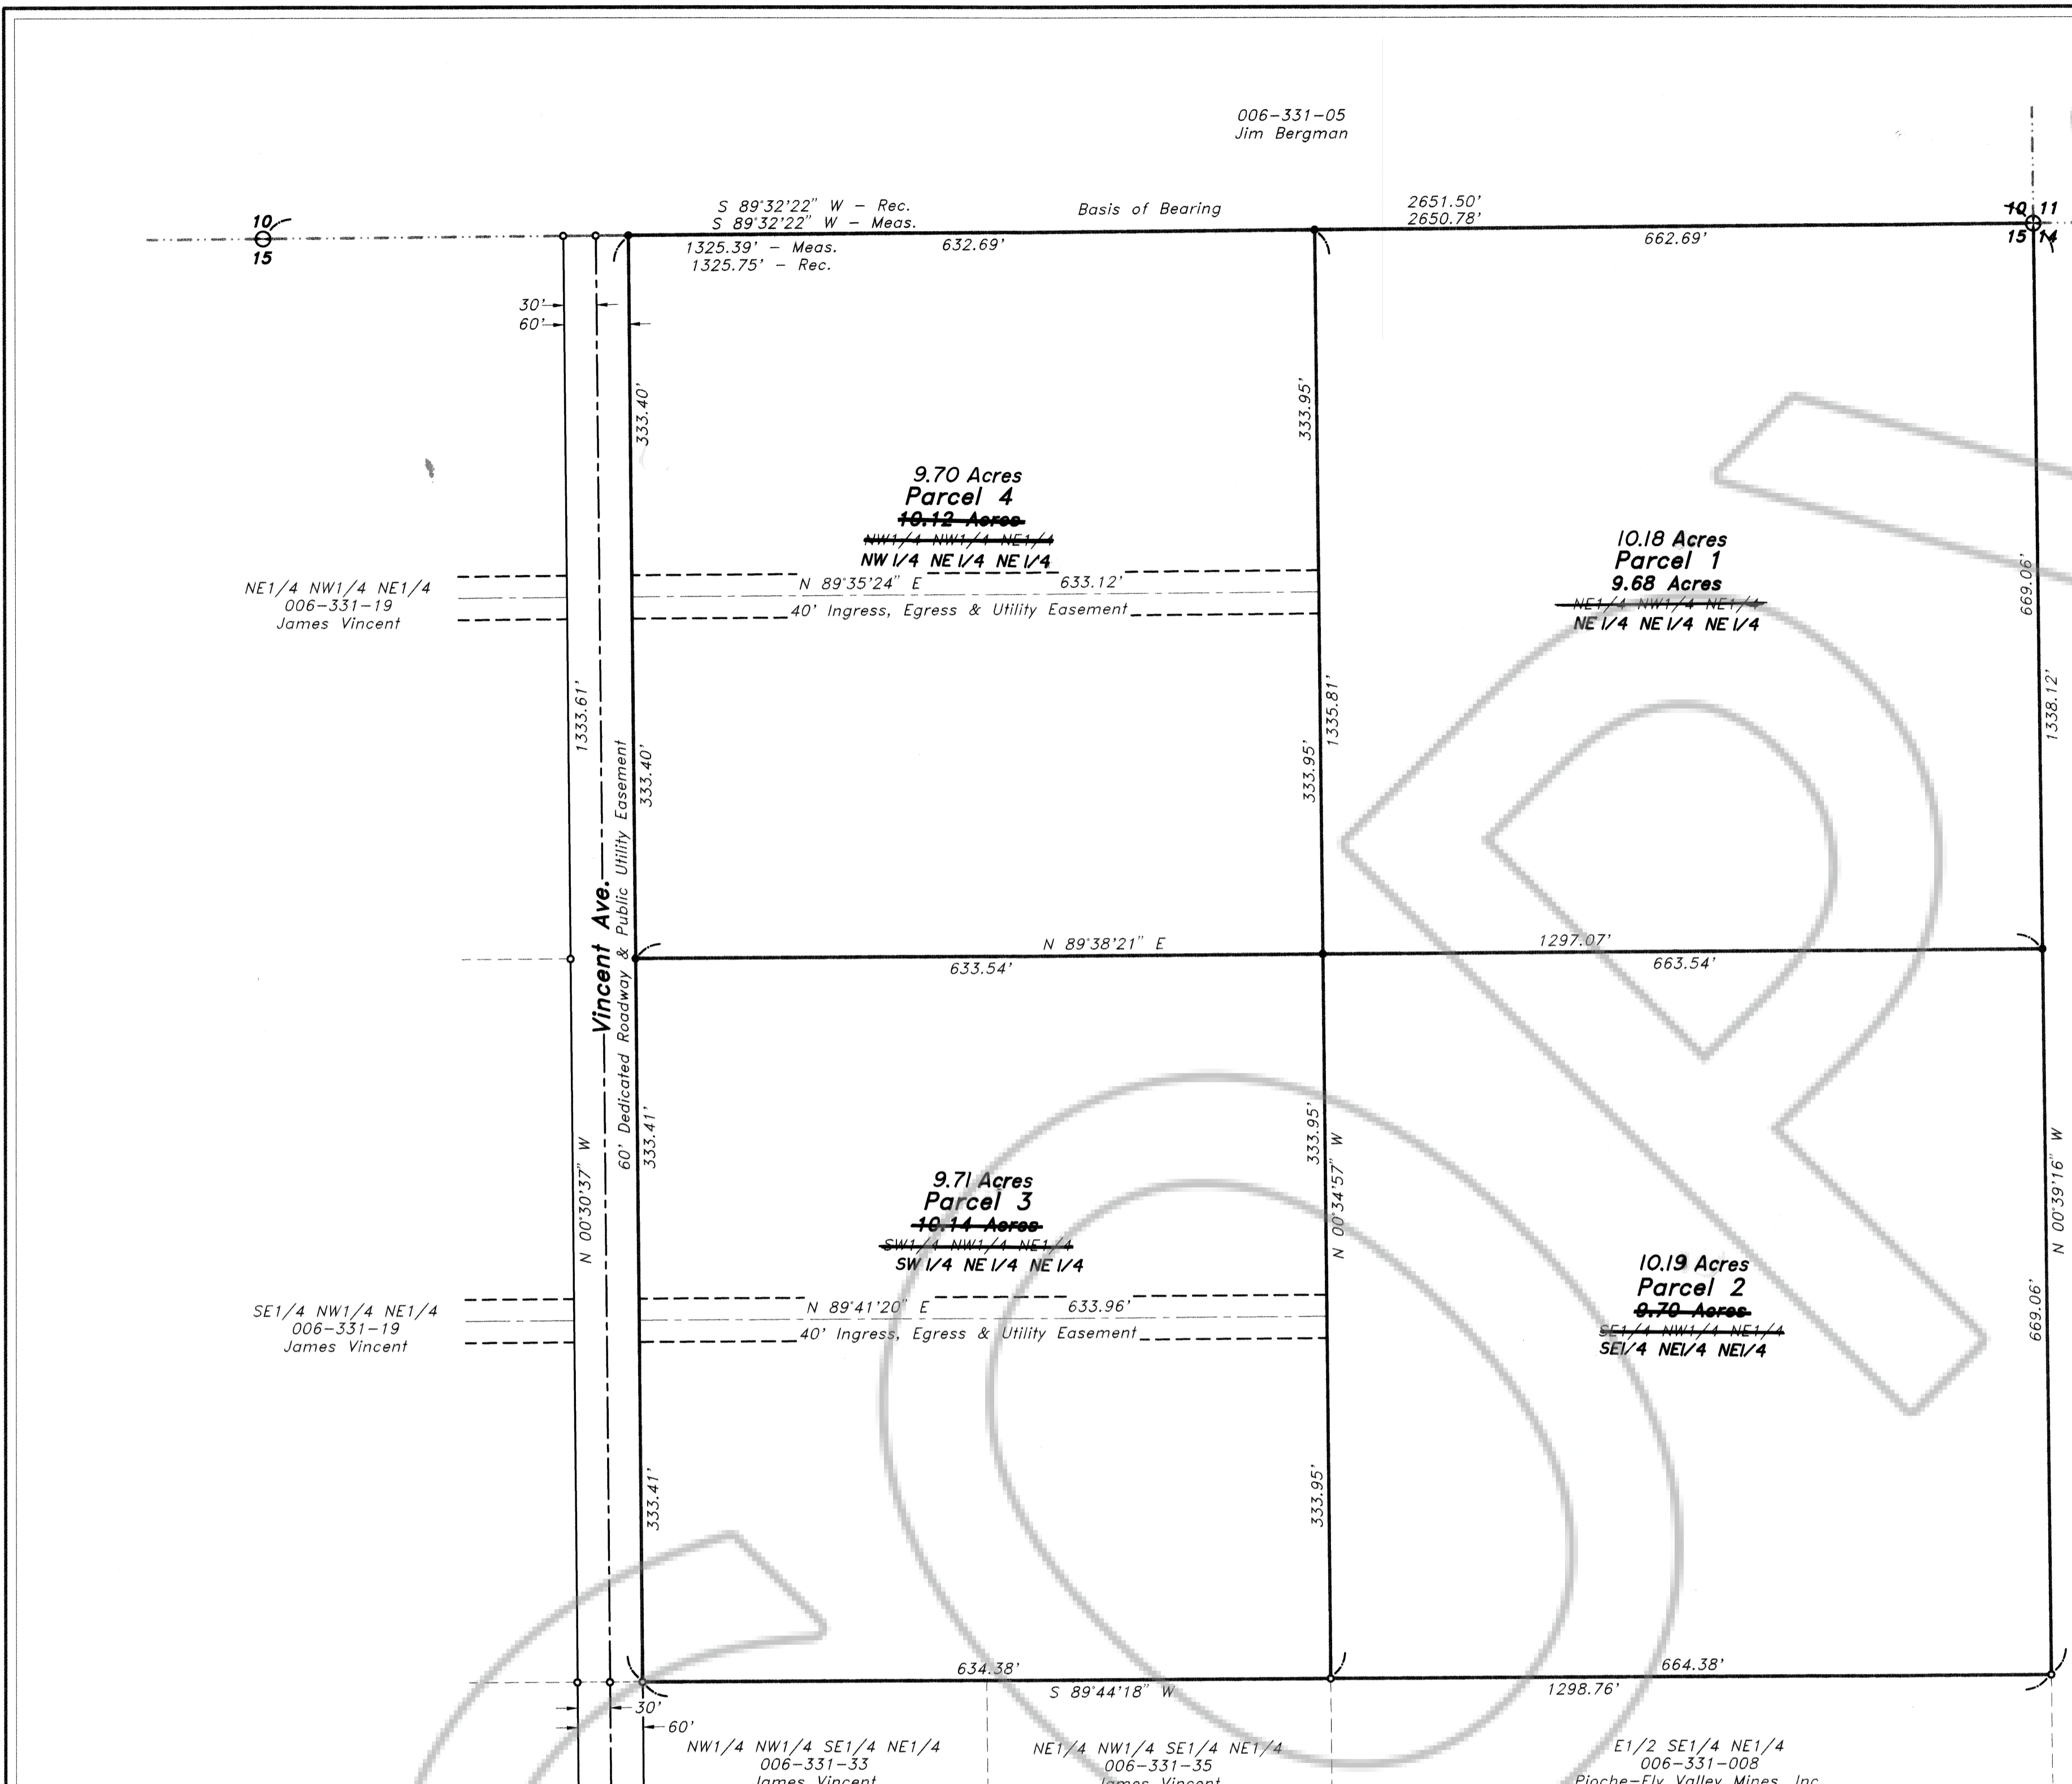 006-331-05
Jim Bergman
S 89°32'22" W - Rec.
S 89°32'22" W - Meas.
Basis of Bearing
2651.50'
2650.78'
10
15
10 11
15 14
1325.39' - Meas.
1325.75' - Rec.
632.69'
662.69'
30'
60'
333.40'
333.95'
9.70 Acres
Parcel 4
10.12 Acres
NW1/4 NW1/4 NE1/4
NW 1/4 NE 1/4 NE 1/4
10.18 Acres
Parcel 1
9.68 Acres
NE1/4 NW1/4 NE1/4
NE 1/4 NE 1/4 NE 1/4
669.06'
NE1/4 NW1/4 NE1/4
006-331-19
James Vincent
N 89°35'24" E 633.12'
40' Ingress, Egress & Utility Easement
1333.61'
333.40'
333.95'
1335.81'
1338.12'
Vincent Ave.
60' Dedicated Roadway & Public Utility Easement
N 89°38'21" E
1297.07'
633.54'
663.54'
N 00°30'37" W
333.41'
333.95'
N 00°34'57" W
N 00°39'16" W
9.71 Acres
Parcel 3
10.14 Acres
SW1/4 NW1/4 NE1/4
SW 1/4 NE 1/4 NE 1/4
10.19 Acres
Parcel 2
9.70 Acres
SE1/4 NW1/4 NE1/4
SE1/4 NE1/4 NE1/4
669.06'
SE1/4 NW1/4 NE1/4
006-331-19
James Vincent
N 89°41'20" E 633.96'
40' Ingress, Egress & Utility Easement
333.41'
333.95'
634.38'
664.38'
S 89°44'18" W
1298.76'
30'
60'
NW1/4 NW1/4 SE1/4 NE1/4
006-331-33
James Vincent
NE1/4 NW1/4 SE1/4 NE1/4
006-331-35
James Vincent
E1/2 SE1/4 NE1/4
006-331-008
Pioche-Ely Valley Mines, Inc
COPY